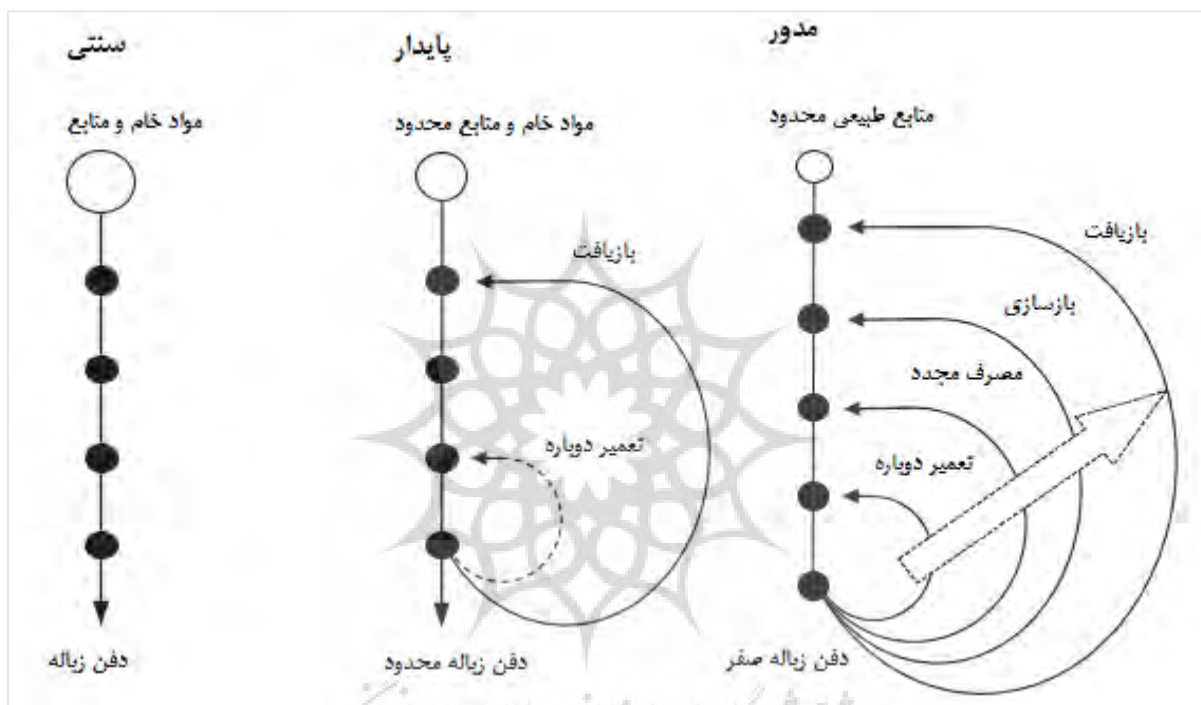 مدور
پایدار
سنتی
منابع طبیعی محدود
مواد خام و منابع محدود
مواد خام و منابع
بازیافت
بازیافت
بازسازی
مصرف مجدد
تعمیر دوباره
تعمیر دوباره
دفن زباله صفر
دفن زباله محدود
دفن زباله